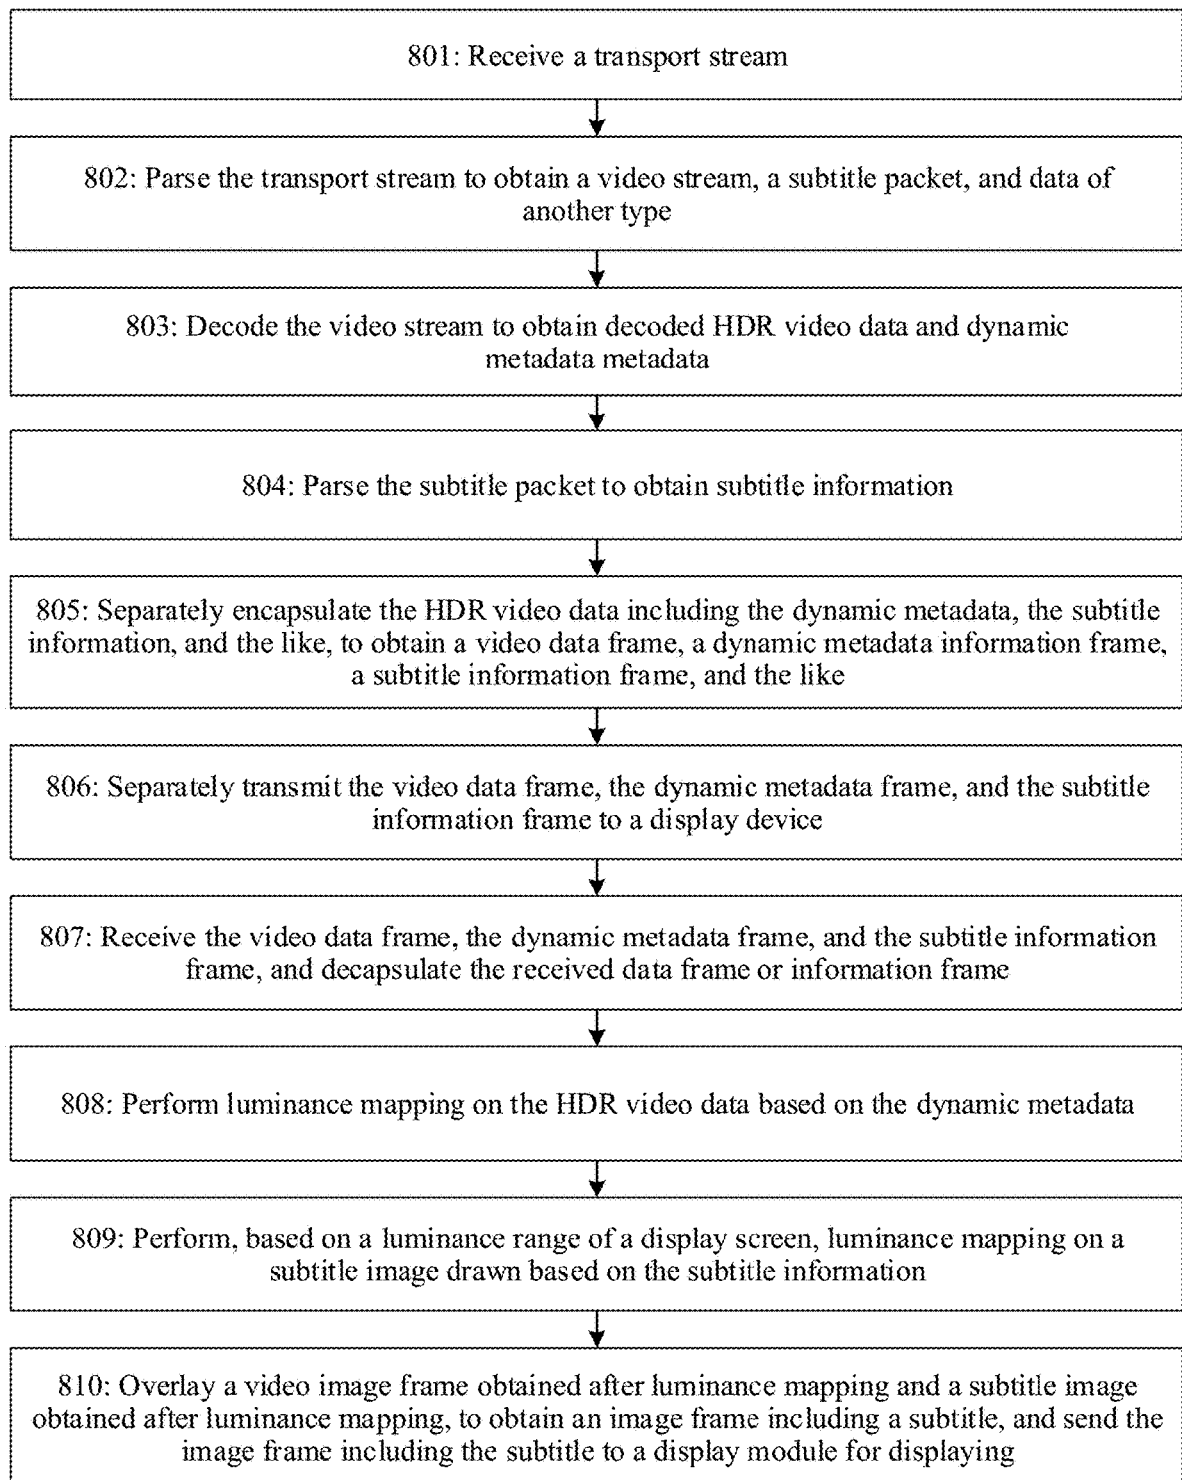 801: Receive a transport stream
802: Parse the transport stream to obtain a video stream, a subtitle packet, and data of
another type
803: Decode the video stream to obtain decoded HDR video data and dynamic
metadata metadata
804: Parse the subtitle packet to obtain subtitle information
805: Separately encapsulate the HDR video data including the dynamic metadata, the subtitle
information, and the like, to obtain a video data frame, a dynamic metadata information frame,
a subtitle information frame, and the like
806: Separately transmit the video data frame, the dynamic metadata frame, and the subtitle
information frame to a display device
807: Receive the video data frame, the dynamic metadata frame, and the subtitle information
frame, and decapsulate the received data frame or information frame
808: Perform luminance mapping on the HDR video data based on the dynamic metadata
809: Perform, based on a luminance range of a display screen, luminance mapping on a
subtitle image drawn based on the subtitle information
810: Overlay a video image frame obtained after luminance mapping and a subtitle image
obtained after luminance mapping, to obtain an image frame including a subtitle, and send the
image frame including the subtitle to a display module for displaying